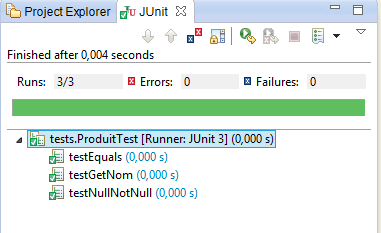 Project Explorer JUnit
Finished after 0,004 seconds
Runs: 3/3 Errors: 0 Failures: 0
tests.ProduitTest [Runner: JUnit 3] (0,000 s)
testEquals (0,000 s)
testGetNom (0,000 s)
testNullNotNull (0,000 s)